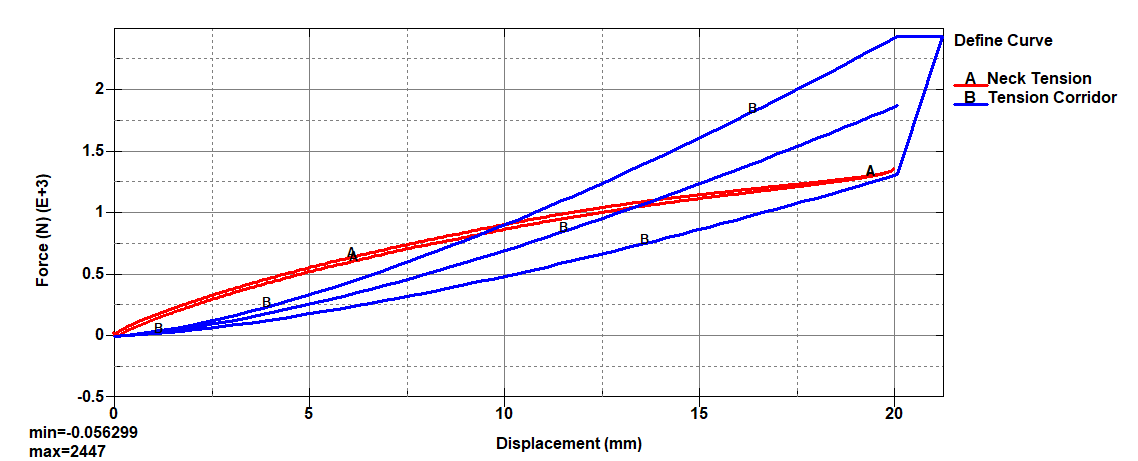 Define Curve
A Neck Tension
B Tension Corridor
Force (N) (E+3)
2
1.5
1
0.5
0
-0.5
B
B
A
A
B
B
B
A
0 5 10 15 20
min=-0.056299
max=2447
Displacement (mm)